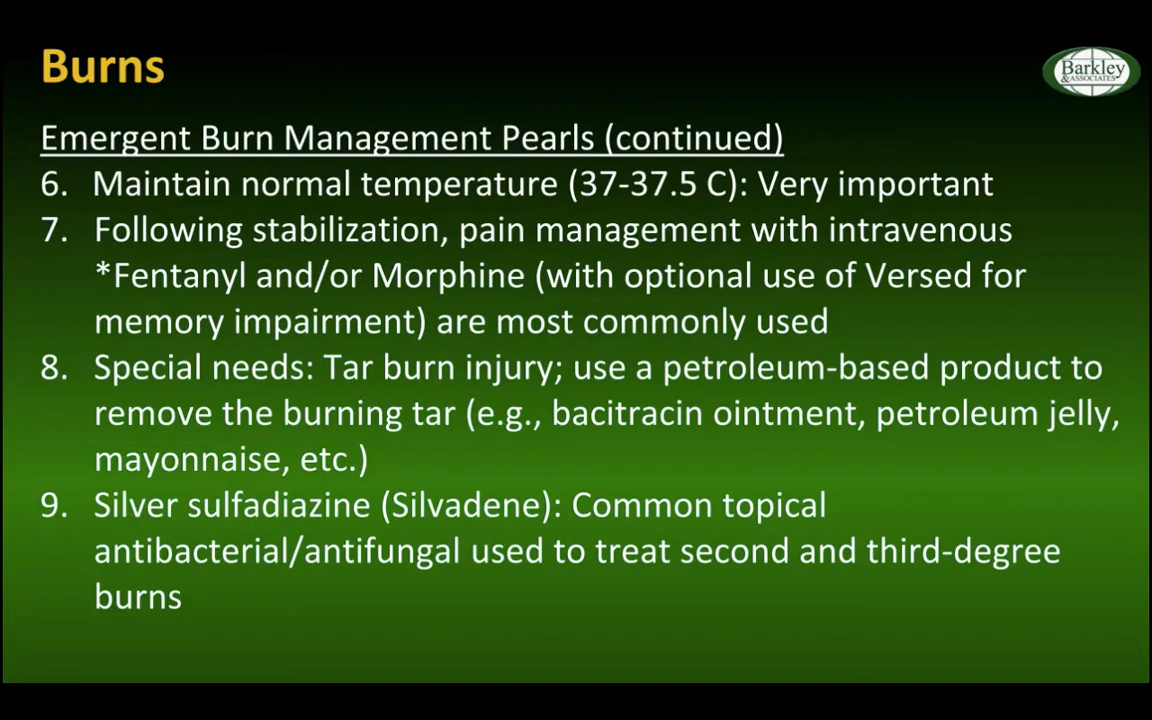 Burns
Barkley
&ASSOCIATES
Emergent Burn Management Pearls (continued)
6. Maintain normal temperature (37-37.5 C): Very important
7. Following stabilization, pain management with intravenous
*Fentanyl and/or Morphine (with optional use of Versed for
memory impairment) are most commonly used
8. Special needs: Tar burn injury; use a petroleum-based product to
remove the burning tar (e.g., bacitracin ointment, petroleum jelly,
mayonnaise, etc.)
9. Silver sulfadiazine (Silvadene): Common topical
antibacterial/antifungal used to treat second and third-degree
burns